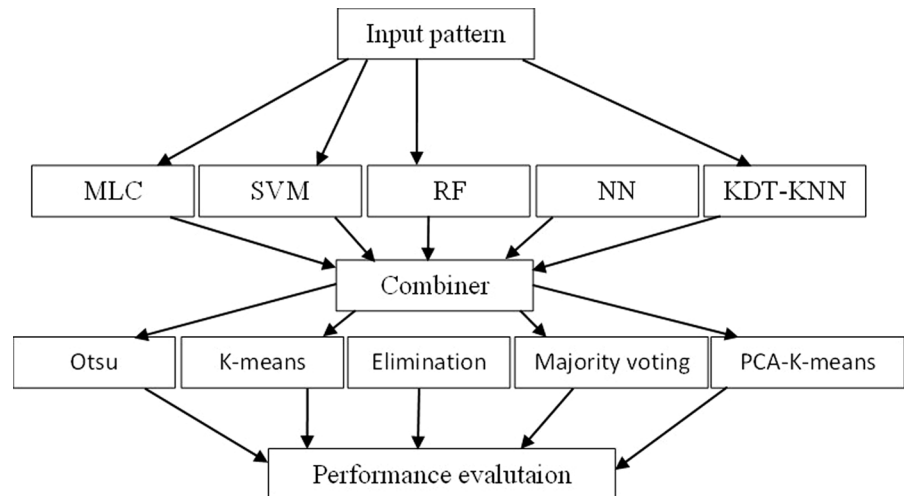 Input pattern
MLC
SVM
RF
NN
KDT-KNN
Combiner
Otsu
K-means
Elimination
Majority voting
PCA-K-means
Performance evalutaion